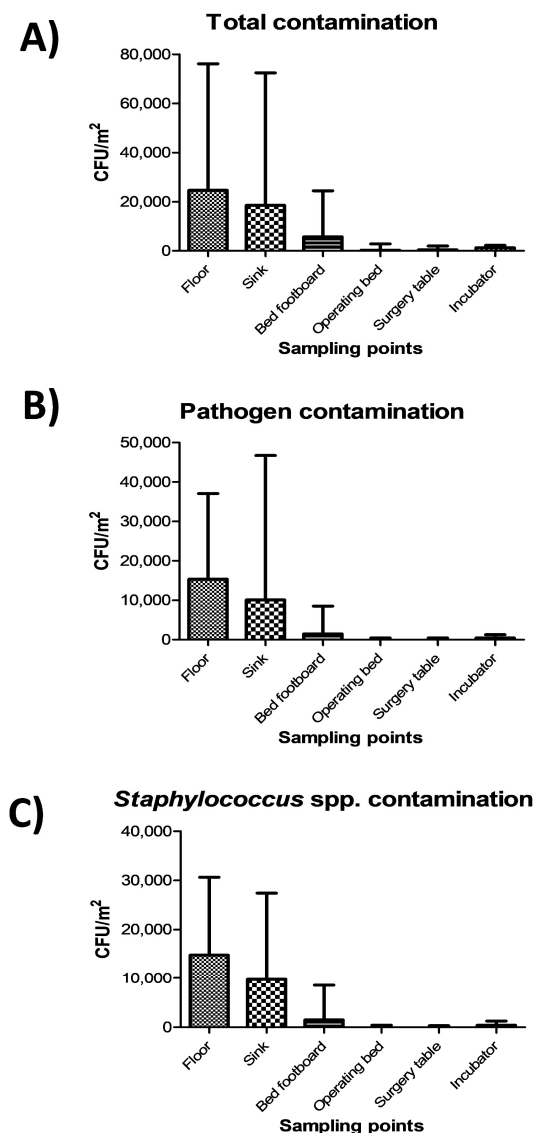 A)
Total contamination
80,000
60,000
40,000
20,000
0
CFU/m²
Floor
Sink
Bed footboard
Operating bed
Surgery table
Incubator
Sampling points
B)
Pathogen contamination
50,000
40,000
30,000
20,000
10,000
0
CFU/m²
Floor
Sink
Bed footboard
Operating bed
Surgery table
Incubator
Sampling points
C)
Staphylococcus spp. contamination
40,000
30,000
20,000
10,000
0
CFU/m²
Floor
Sink
Bed footboard
Operating bed
Surgery table
Incubator
Sampling points